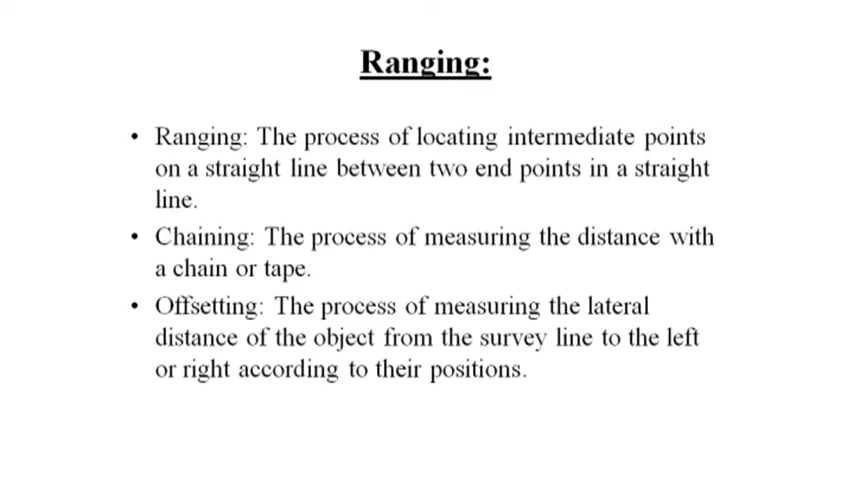 Ranging:
• Ranging: The process of locating intermediate points
on a straight line between two end points in a straight
line.
• Chaining: The process of measuring the distance with
a chain or tape.
• Offsetting: The process of measuring the lateral
distance of the object from the survey line to the left
or right according to their positions.